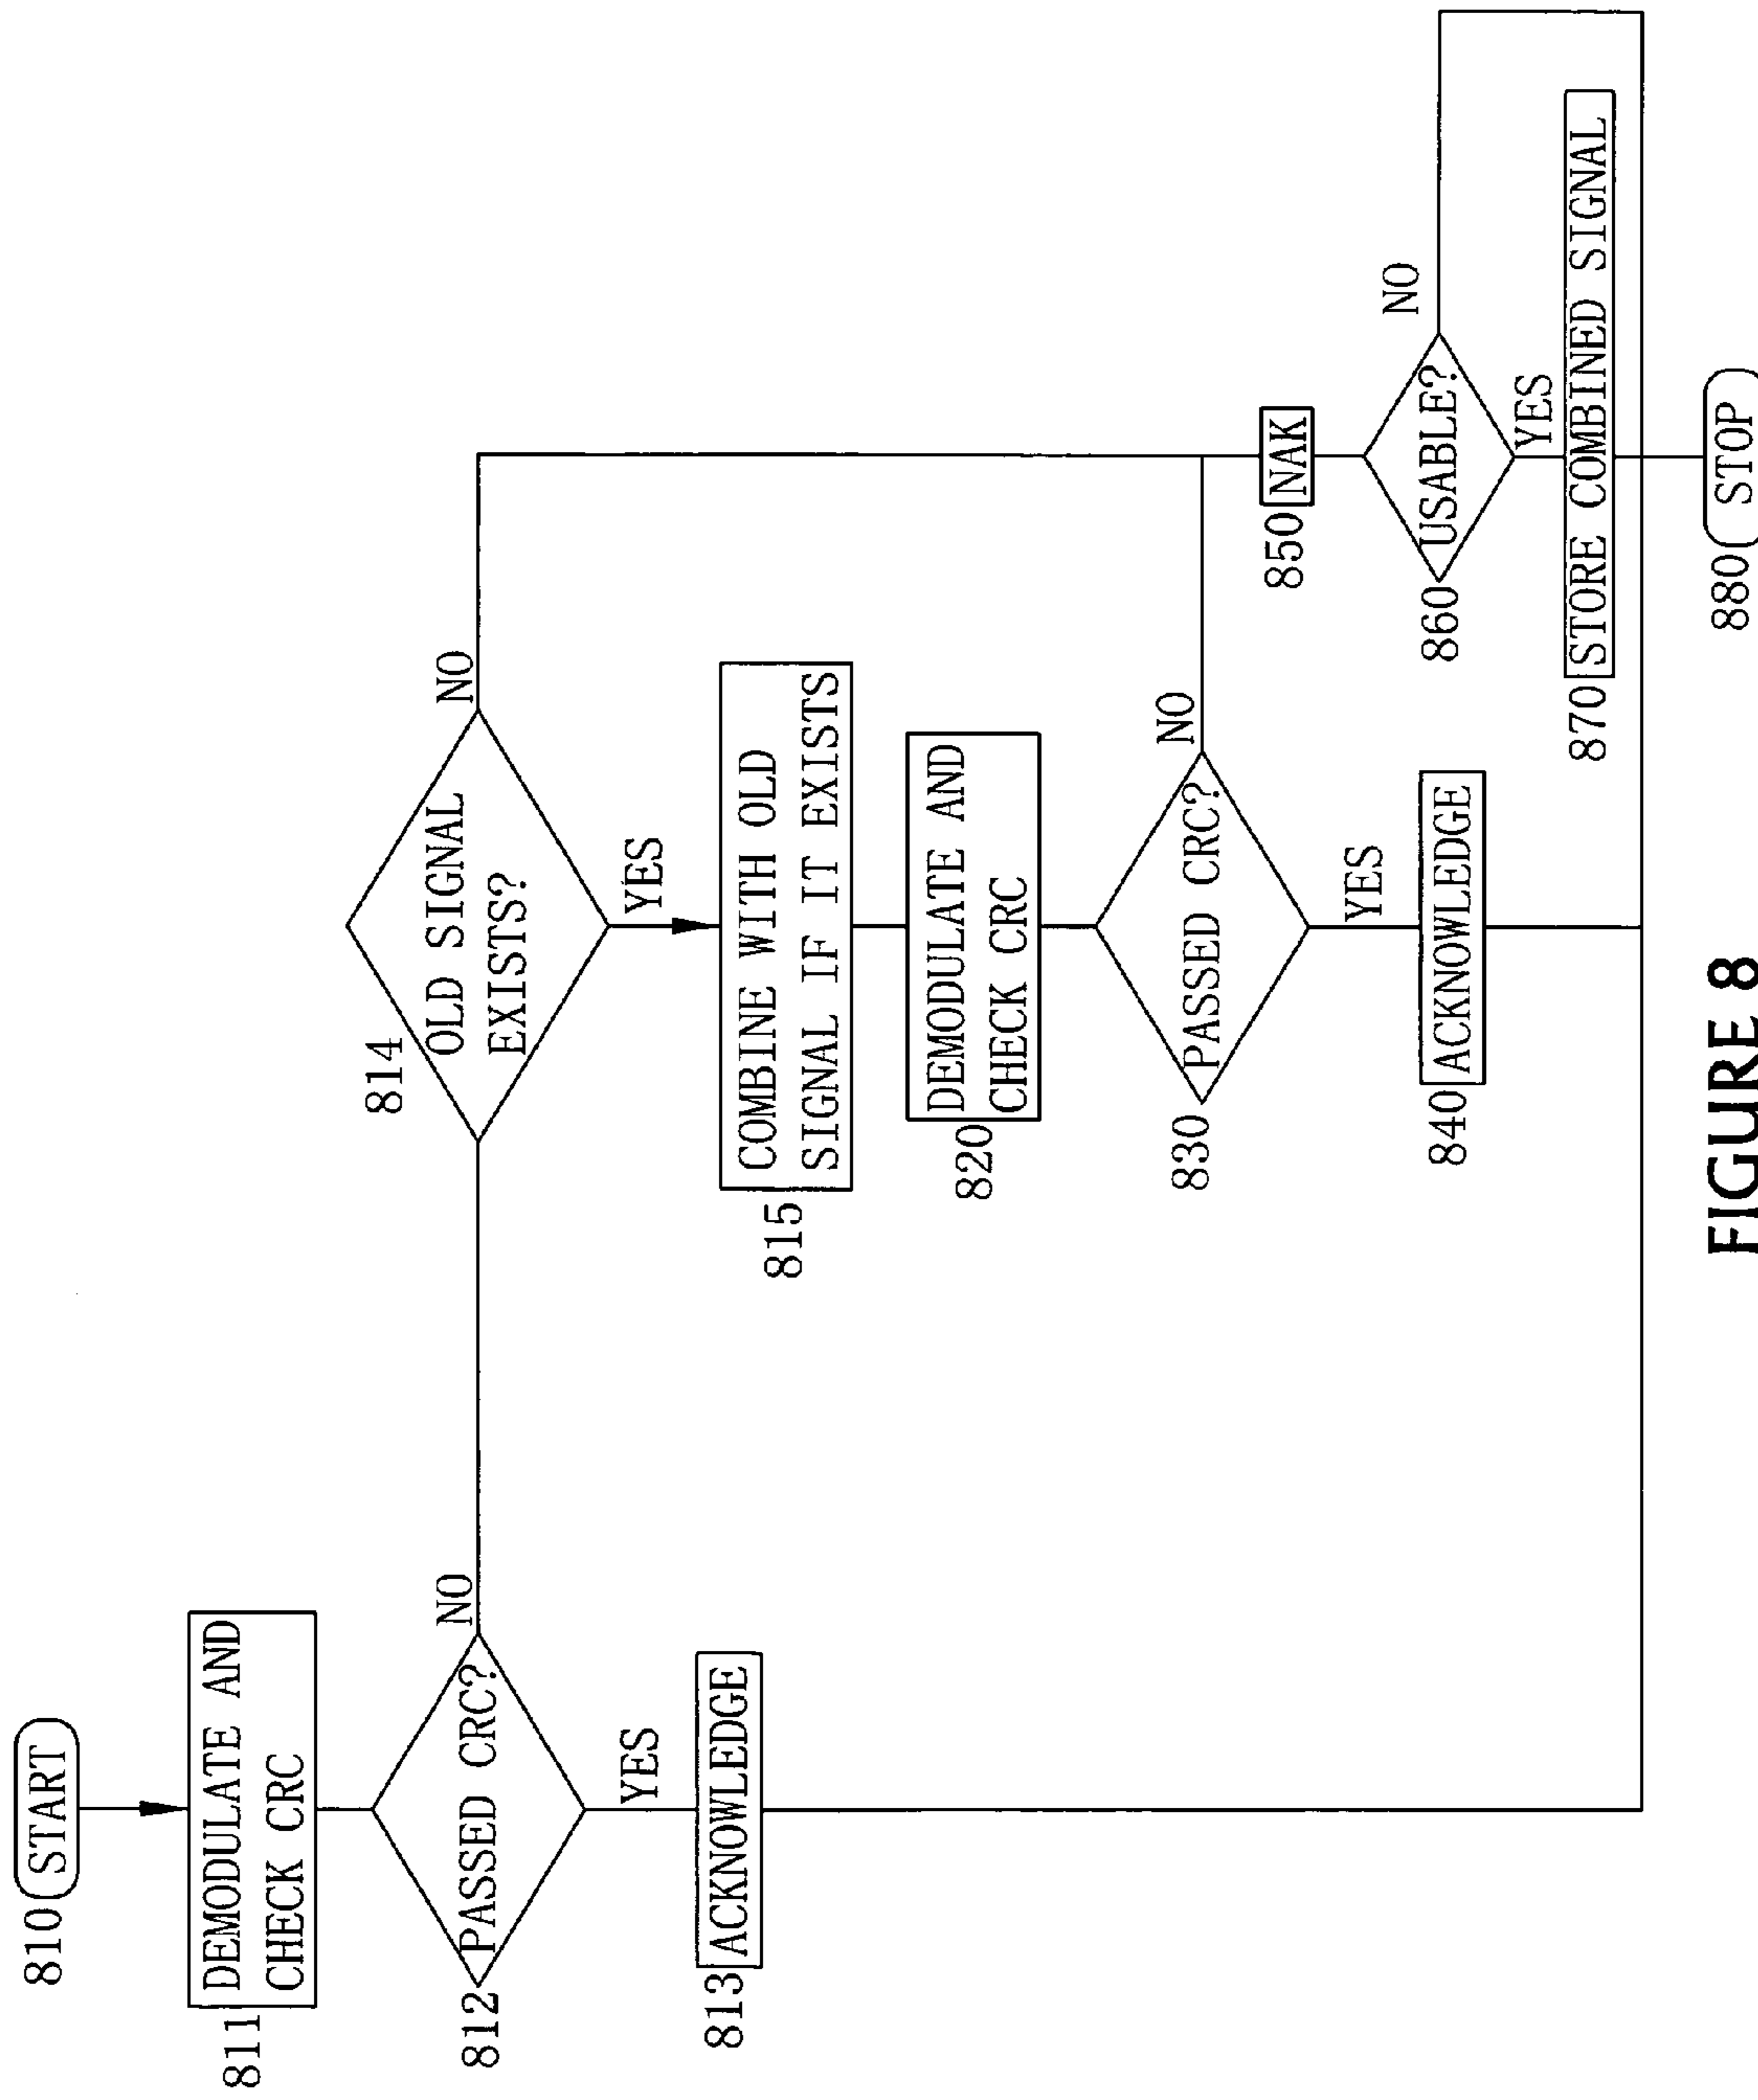 810 START
811 DEMODULATE AND
CHECK CRC
812 PASSED CRC?
NO
YES
813 ACKNOWLEDGE
814
OLD SIGNAL
EXISTS?
NO
YES
815
COMBINE WITH OLD
SIGNAL IF IT EXISTS
820
DEMODULATE AND
CHECK CRC
830 PASSED CRC?
NO
YES
840 ACKNOWLEDGE
850 NAK
860 USABLE?
NO
YES
870 STORE COMBINED SIGNAL
880 STOP
FIGURE 8